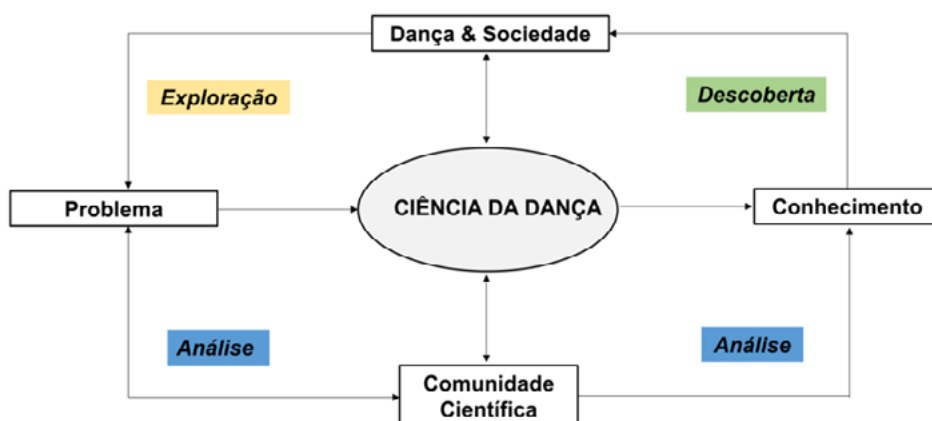 Dança & Sociedade
Exploração
Descoberta
Problema
CIÊNCIA DA DANÇA
Conhecimento
Análise
Análise
Comunidade
Científica